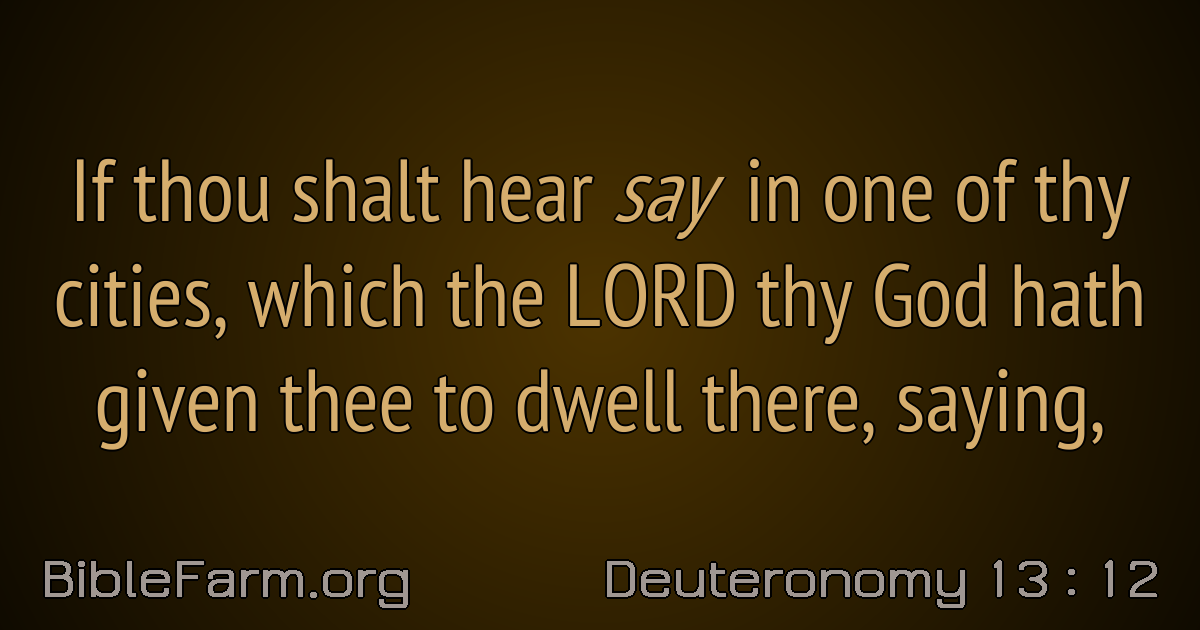 If thou shalt hear say in one of thy
cities, which the LORD thy God hath
given thee to dwell there, saying,
BibleFarm.org
Deuteronomy 13 : 12